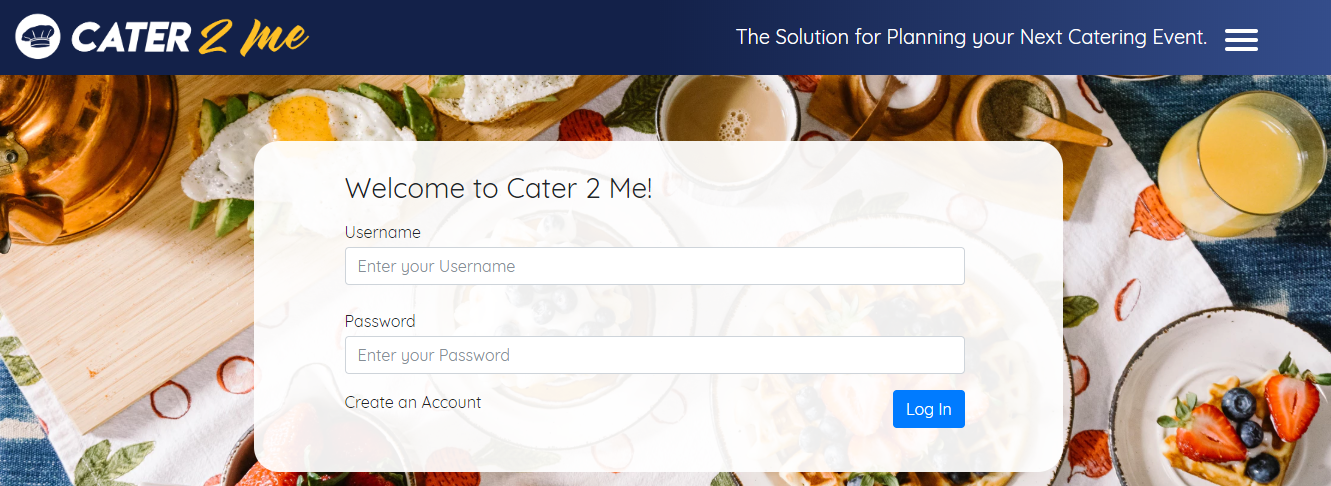 CATER 2 me
The Solution for Planning your Next Catering Event.
Welcome to Cater 2 Me!
Username
Enter your Username
Password
Enter your Password
Create an Account
Log In